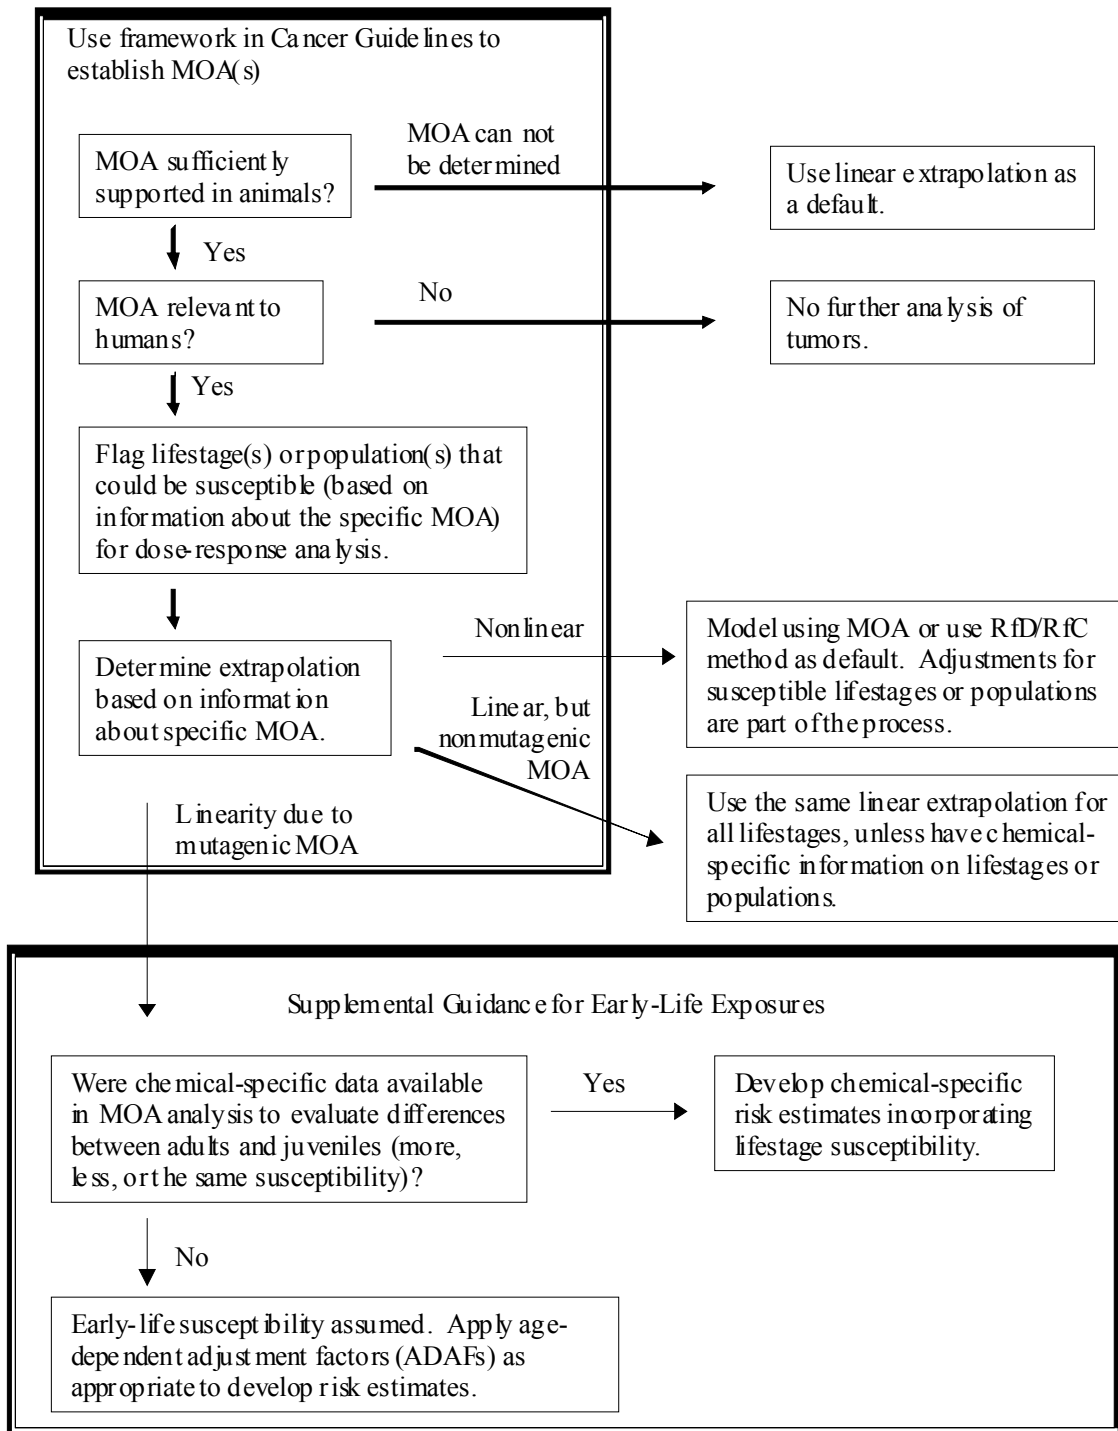 Use framework in Cancer Guidelines to
establish MOA(s)
MOA sufficiently
supported in animals?
MOA can not
be determined
Use linear extrapolation as
a default.
Yes
MOA relevant to
humans?
No
No further analysis of
tumors.
Yes
Flag lifestage(s) or population(s) that
could be susceptible (based on
information about the specific MOA)
for dose-response analysis.
Determine extrapolation
based on information
about specific MOA.
Nonlinear
Model using MOA or use RfD/RfC
method as default. Adjustments for
susceptible lifestages or populations
are part of the process.
Linear, but
nonmutagenic
MOA
Use the same linear extrapolation for
all lifestages, unless have chemical-
specific information on lifestages or
populations.
Linearity due to
mutagenic MOA
Supplemental Guidance for Early-Life Exposures
Were chemical-specific data available
in MOA analysis to evaluate differences
between adults and juveniles (more,
less, or the same susceptibility)?
Yes
Develop chemical-specific
risk estimates incorporating
lifestage susceptibility.
No
Early-life susceptibility assumed. Apply age-
dependent adjustment factors (ADAFs) as
appropriate to develop risk estimates.